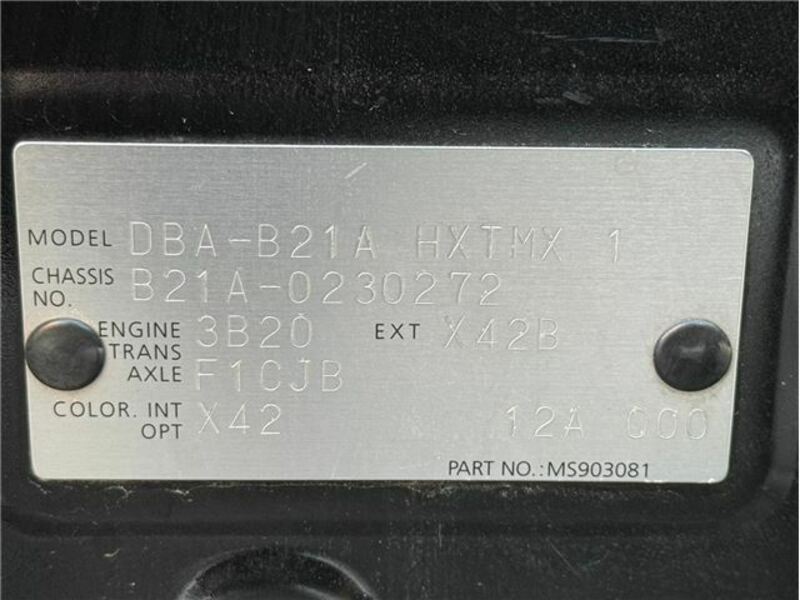 MODEL DBA-B21A HXTMX 1
CHASSIS NO. B21A-0230272
ENGINE 3B20 EXT X42B
TRANS AXLE F1CJB
COLOR. INT OPT X42 12A 000
PART NO.:MS903081